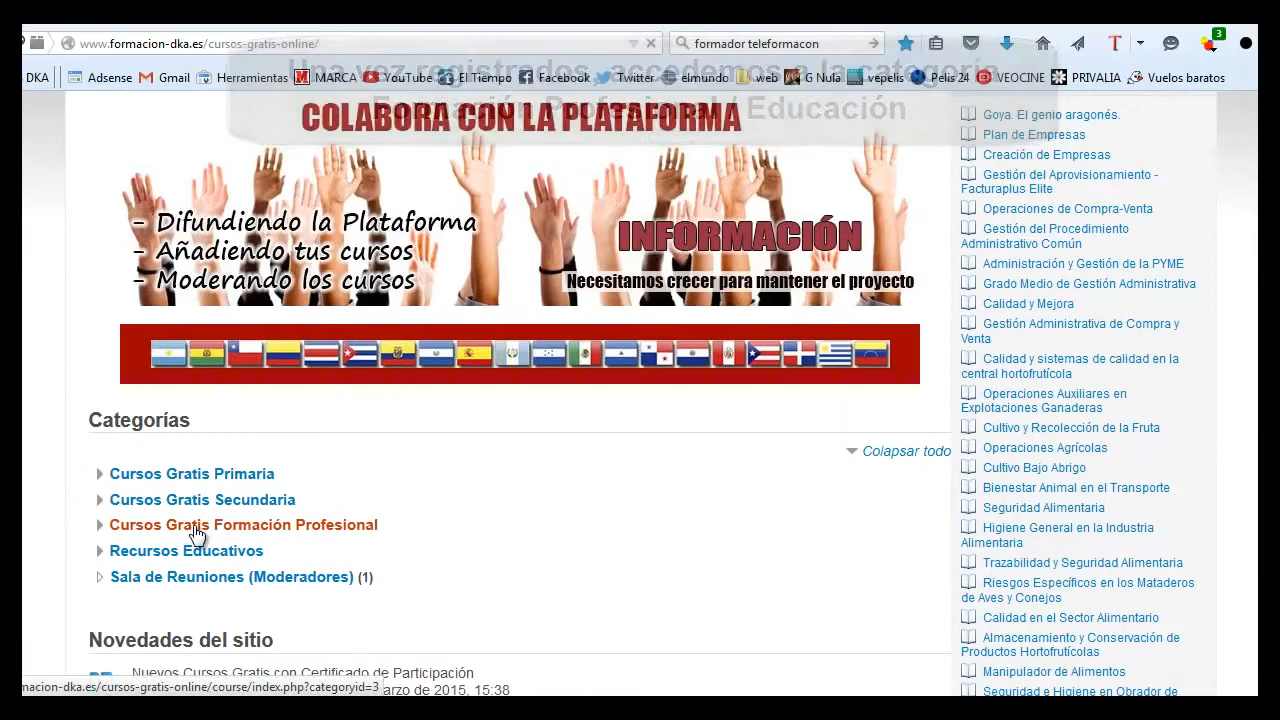 www.formacion-dka.es/cursos-gratis-online/
formador teleformacon
3
DKA
Adsense
Gmail
Herramientas
MARCA
YouTube
El Tiempo
Facebook
Twitter
elmundo
web
G Nula
vepelis
Pelis 24
VEOCINE
PRIVALIA
Vuelos baratos
Una vez registrados, accedemos a la categoría
Formación Profesional / Educación
COLABORA CON LA PLATAFORMA
- Difundiendo la Plataforma
- Añadiendo tus cursos
- Moderando los cursos
INFORMACIÓN
Necesitamos crecer para mantener el proyecto
Categorías
Colapsar todo
Cursos Gratis Primaria
Cursos Gratis Secundaria
Cursos Gratis Formación Profesional
Recursos Educativos
Sala de Reuniones (Moderadores) (1)
Novedades del sitio
Nuevos Cursos Gratis con Certificado de Participación
arzo de 2015, 15:38
macion-dka.es/cursos-gratis-online/course/index.php?categoryid=3
Goya. El genio aragonés.
Plan de Empresas
Creación de Empresas
Gestión del Aprovisionamiento -
Facturaplus Elite
Operaciones de Compra-Venta
Gestión del Procedimiento
Administrativo Común
Administración y Gestión de la PYME
Grado Medio de Gestión Administrativa
Calidad y Mejora
Gestión Administrativa de Compra y
Venta
Calidad y sistemas de calidad en la
central hortofrutícola
Operaciones Auxiliares en
Explotaciones Ganaderas
Cultivo y Recolección de la Fruta
Operaciones Agrícolas
Cultivo Bajo Abrigo
Bienestar Animal en el Transporte
Seguridad Alimentaria
Higiene General en la Industria
Alimentaria
Trazabilidad y Seguridad Alimentaria
Riesgos Específicos en los Mataderos
de Aves y Conejos
Calidad en el Sector Alimentario
Almacenamiento y Conservación de
Productos Hortofrutícolas
Manipulador de Alimentos
Seguridad e Higiene en Obrador de